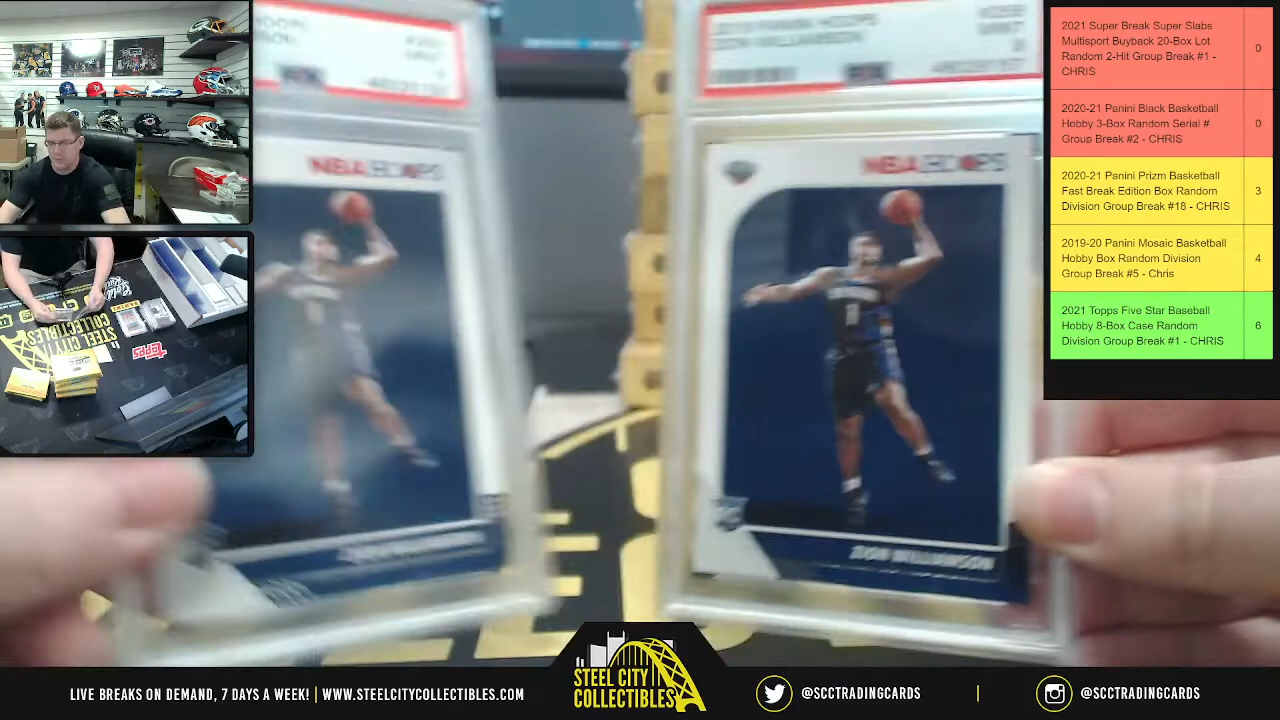 NBA HOOPS
NBA HOOPS
ZION WILLIAMSON
STEEL CITY
COLLECTIBLES
topps
2021 Super Break Super Slabs
Multisport Buyback 20-Box Lot
Random 2-Hit Group Break #1 -
CHRIS
0
2020-21 Panini Black Basketball
Hobby 3-Box Random Serial #
Group Break #2 - CHRIS
0
2020-21 Panini Prizm Basketball
Fast Break Edition Box Random
Division Group Break #18 - CHRIS
3
2019-20 Panini Mosaic Basketball
Hobby Box Random Division
Group Break #5 - Chris
4
2021 Topps Five Star Baseball
Hobby 8-Box Case Random
Division Group Break #1 - CHRIS
6
LIVE BREAKS ON DEMAND, 7 DAYS A WEEK! | WWW.STEELCITYCOLLECTIBLES.COM
STEEL CITY
COLLECTIBLES
@SCCTRADINGCARDS
@SCCTRADINGCARDS